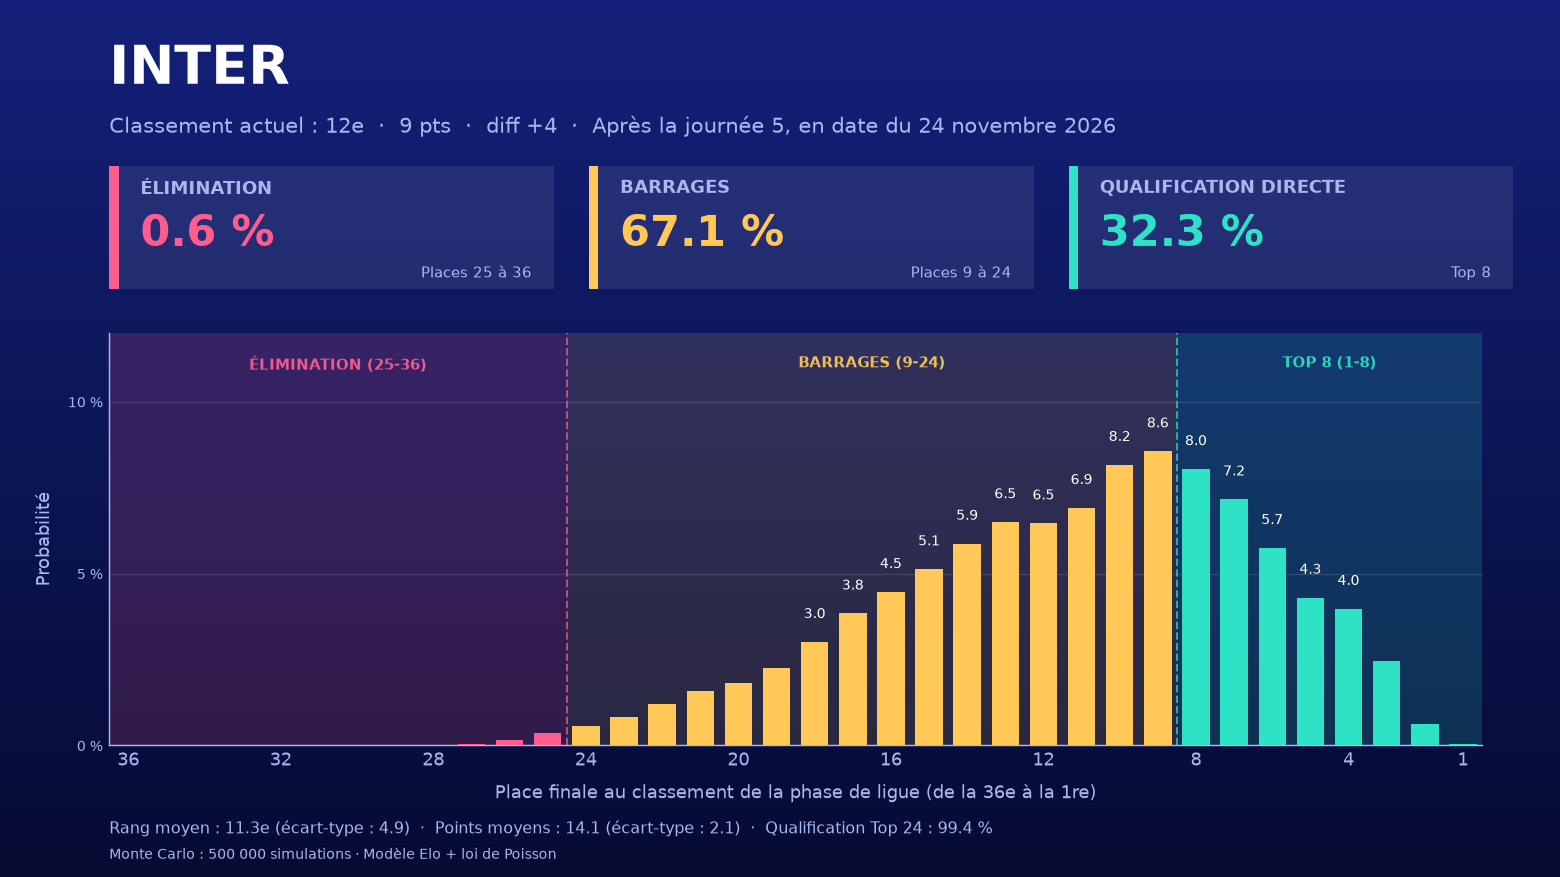 INTER
Classement actuel : 12e · 9 pts · diff +4 · Après la journée 5, en date du 24 novembre 2026
ÉLIMINATION
0.6 %
Places 25 à 36
BARRAGES
67.1 %
Places 9 à 24
QUALIFICATION DIRECTE
32.3 %
Top 8
ÉLIMINATION (25-36)
BARRAGES (9-24)
TOP 8 (1-8)
Probabilité
10 %
5 %
0 %
3.0
3.8
4.5
5.1
5.9
6.5
6.5
6.9
8.2
8.6
8.0
7.2
5.7
4.3
4.0
36 32 28 24 20 16 12 8 4 1
Place finale au classement de la phase de ligue (de la 36e à la 1re)
Rang moyen : 11.3e (écart-type : 4.9) · Points moyens : 14.1 (écart-type : 2.1) · Qualification Top 24 : 99.4 %
Monte Carlo : 500 000 simulations · Modèle Elo + loi de Poisson